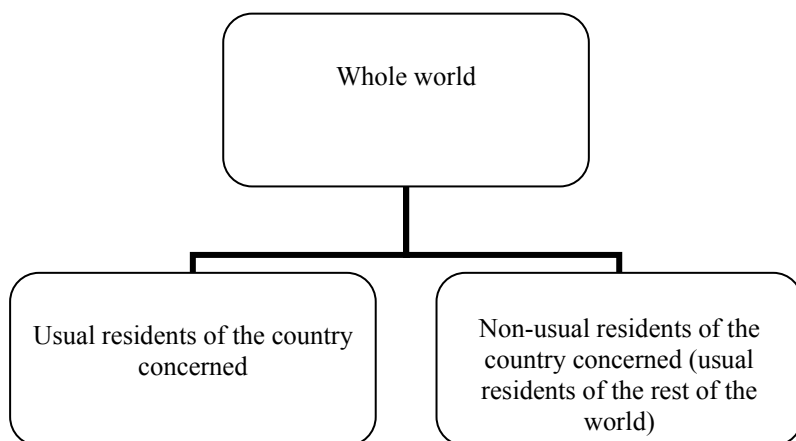 Whole world
Usual residents of the country
concerned
Non-usual residents of the
country concerned (usual
residents of the rest of the
world)